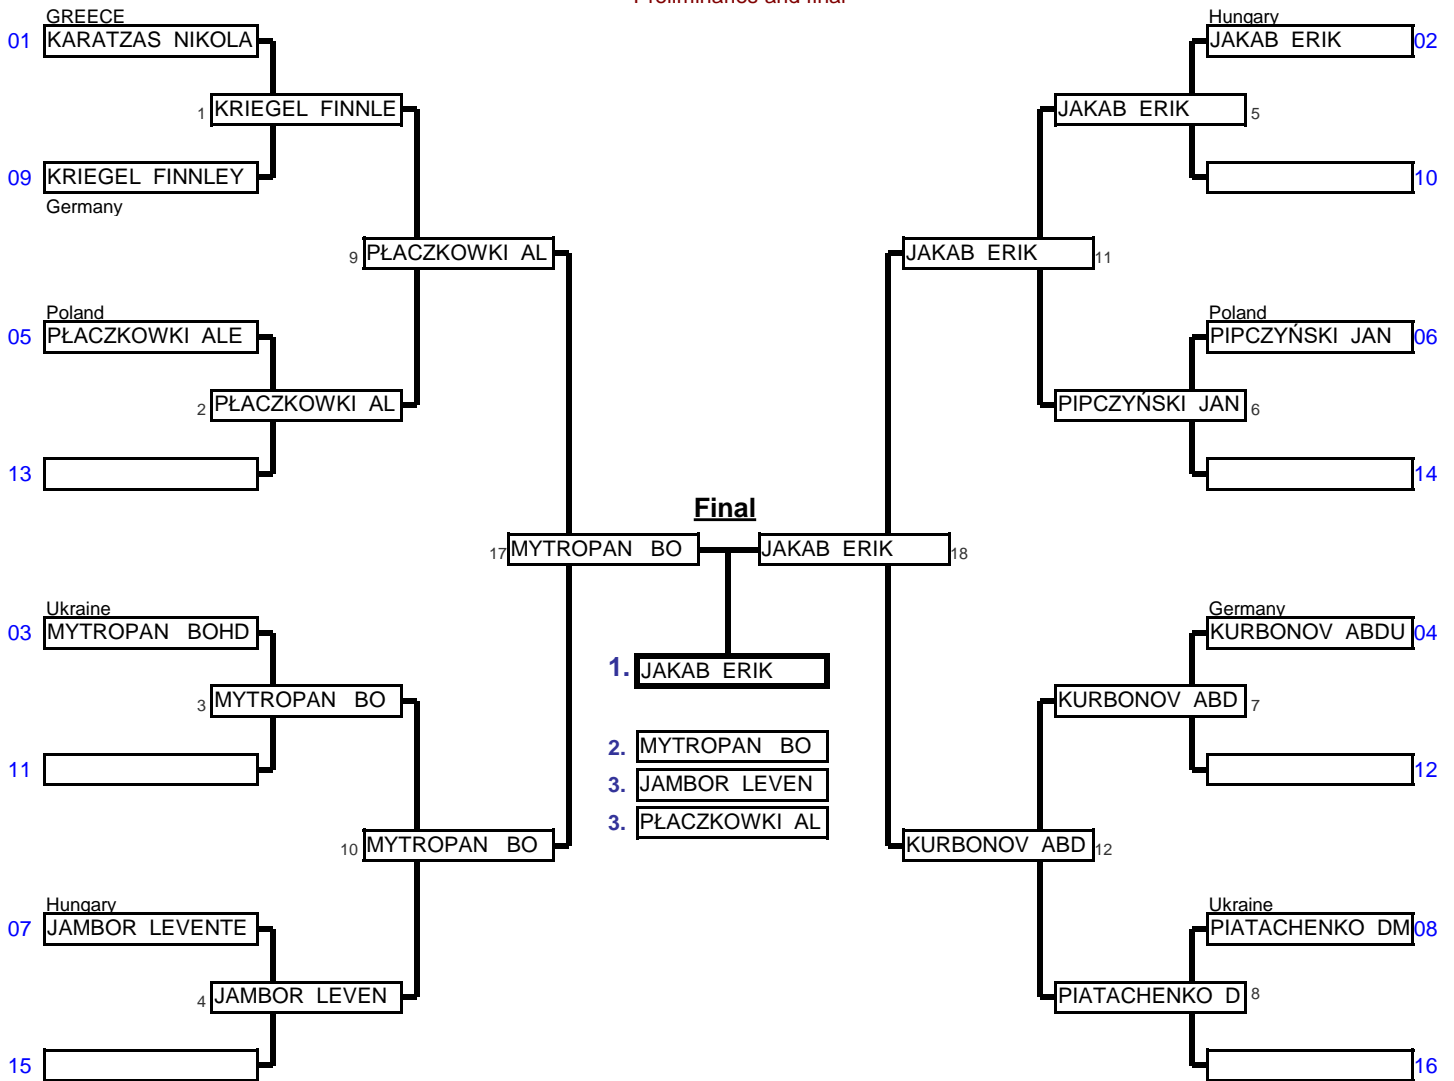 Preliminaries and final
GREECE
01 KARATZAS NIKOLA
1 KRIEGEL FINNLE
09 KRIEGEL FINNLEY
Germany
9 PŁACZKOWKI AL
Poland
05 PŁACZKOWKI ALE
2 PŁACZKOWKI AL
13
17 MYTROPAN BO
Ukraine
03 MYTROPAN BOHD
3 MYTROPAN BO
11
10 MYTROPAN BO
Hungary
07 JAMBOR LEVENTE
4 JAMBOR LEVEN
15
Final
1. JAKAB ERIK
2. MYTROPAN BO
3. JAMBOR LEVEN
3. PŁACZKOWKI AL
Hungary
JAKAB ERIK 02
JAKAB ERIK 5
10
JAKAB ERIK 11
Poland
PIPCZYŃSKI JAN 06
PIPCZYŃSKI JAN 6
14
JAKAB ERIK 18
Germany
KURBONOV ABDU 04
KURBONOV ABD 7
12
KURBONOV ABD 12
Ukraine
PIATACHENKO DM 08
PIATACHENKO D 8
16